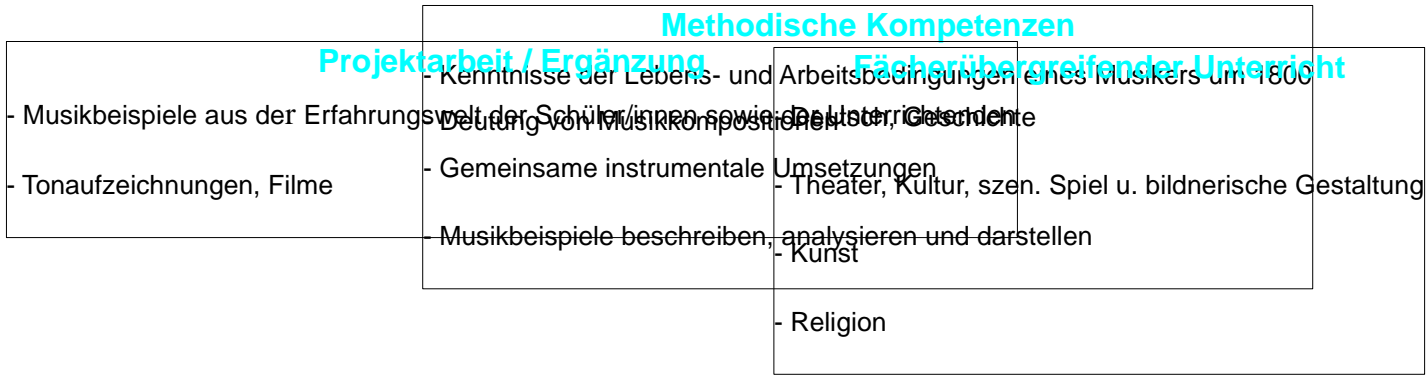 Methodische Kompetenzen
- Kenntnisse der Lebens- und Arbeitsbedingungen eines Musikers um 1800
- Deutung von Musikkompositionen
- Gemeinsame instrumentale Umsetzungen
- Musikbeispiele beschreiben, analysieren und darstellen
Projektarbeit / Ergänzung
- Musikbeispiele aus der Erfahrungswelt der Schüler/innen sowie der Unterrichtenden
- Tonaufzeichnungen, Filme
Fächerübergreifender Unterricht
- Deutsch, Geschichte
- Theater, Kultur, szen. Spiel u. bildnerische Gestaltung
- Kunst
- Religion